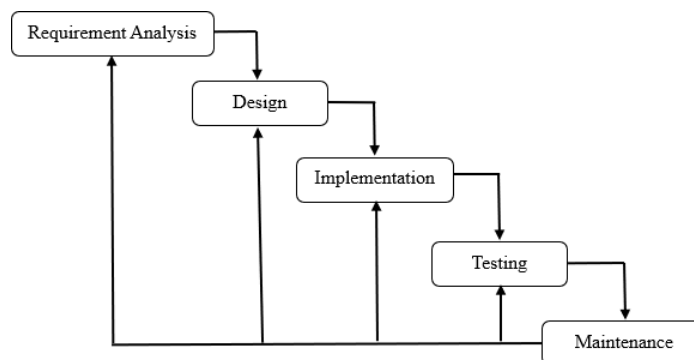 Requirement Analysis
Design
Implementation
Testing
Maintenance